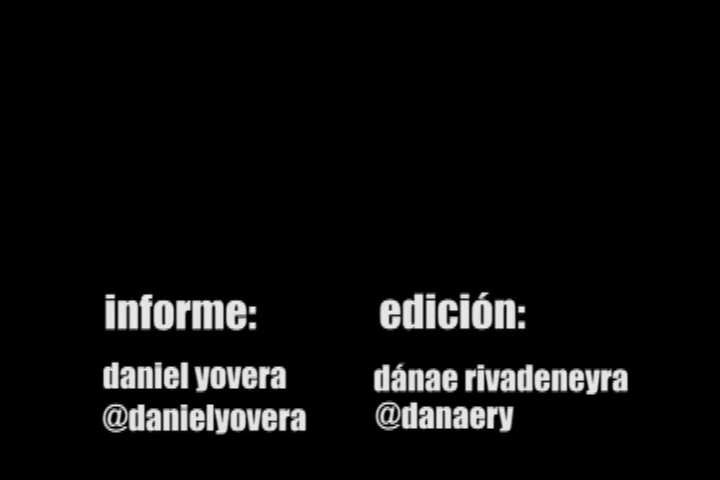 informe:
daniel yovera
@danielyovera
edición:
dánae rivadeneyra
@danaery